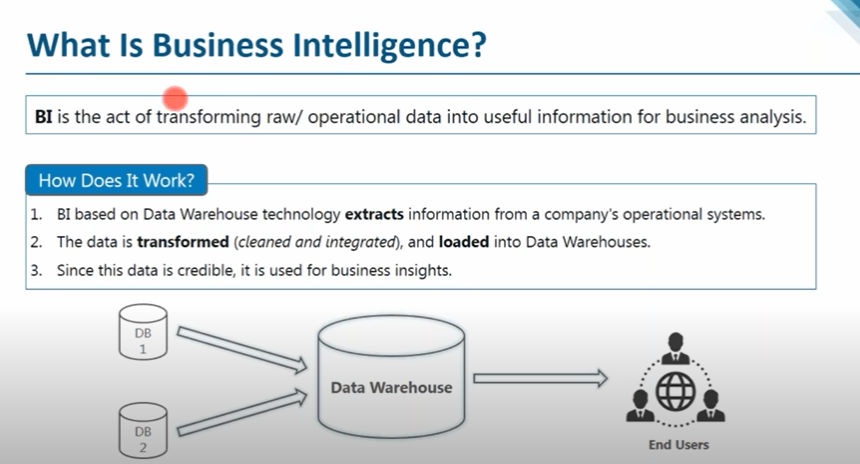 What Is Business Intelligence?
BI is the act of transforming raw/ operational data into useful information for business analysis.
How Does It Work?
1. BI based on Data Warehouse technology extracts information from a company's operational systems.
2. The data is transformed (cleaned and integrated), and loaded into Data Warehouses.
3. Since this data is credible, it is used for business insights.
DB
1
Data Warehouse
DB
2
End Users